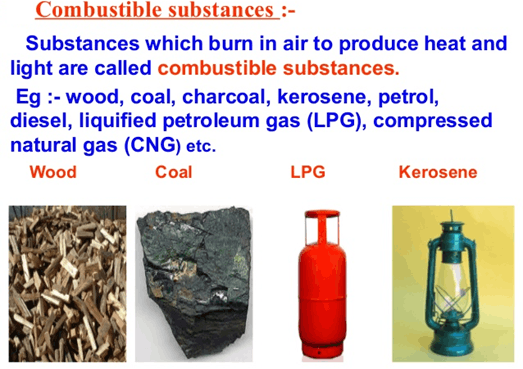 Combustible substances :-
Substances which burn in air to produce heat and
light are called combustible substances.
Eg :- wood, coal, charcoal, kerosene, petrol,
diesel, liquified petroleum gas (LPG), compressed
natural gas (CNG) etc.
Wood Coal LPG Kerosene